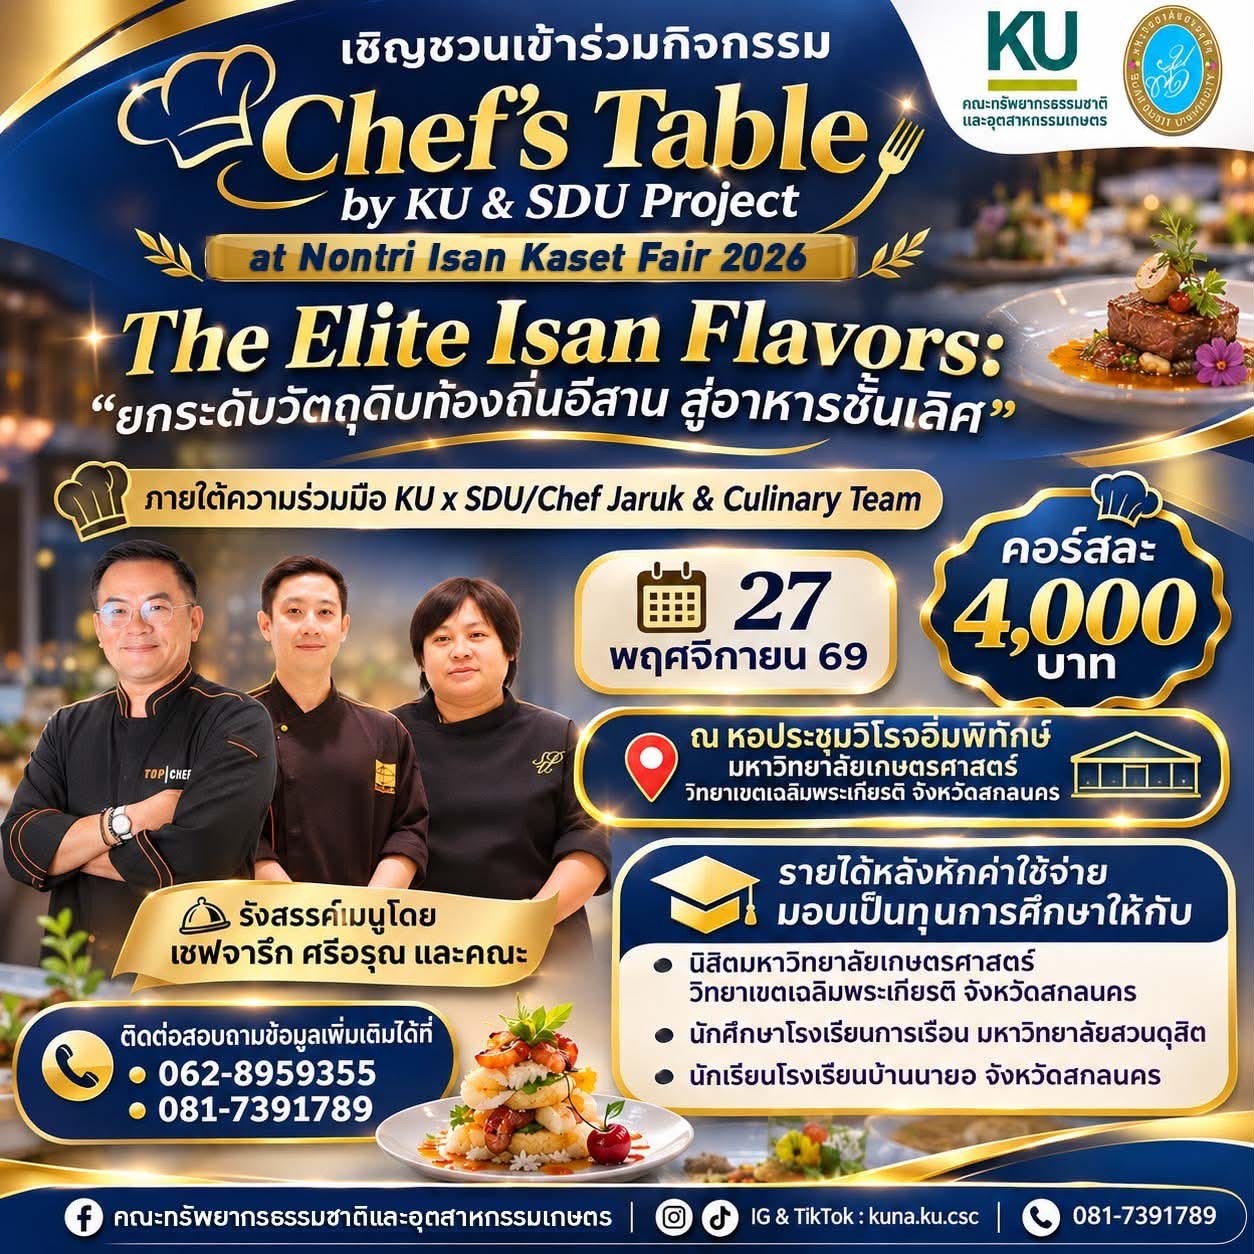 เชิญชวนเข้าร่วมกิจกรรม
Chef's Table
by KU & SDU Project
at Nontri Isan Kaset Fair 2026
The Elite Isan Flavors:
“ยกระดับวัตถุดิบท้องถิ่นอีสาน สู่อาหารชั้นเลิศ”
KU
คณะทรัพยากรธรรมชาติ
และอุตสาหกรรมเกษตร
ภายใต้ความร่วมมือ KU x SDU/Chef Jaruk & Culinary Team
คอร์สละ
4,000
บาท
27
พฤศจิกายน 69
ณ หอประชุมวิโรจอิ่มพิทักษ์
มหาวิทยาลัยเกษตรศาสตร์
วิทยาเขตเฉลิมพระเกียรติ จังหวัดสกลนคร
TOP|CHEF
รังสรรค์เมนูโดย
เชฟจารึก ศรีอรุณ และคณะ
รายได้หลังหักค่าใช้จ่าย
มอบเป็นทุนการศึกษาให้กับ
• นิสิตมหาวิทยาลัยเกษตรศาสตร์
วิทยาเขตเฉลิมพระเกียรติ จังหวัดสกลนคร
• นักศึกษาโรงเรียนการเรือน มหาวิทยาลัยสวนดุสิต
• นักเรียนโรงเรียนบ้านนายอ จังหวัดสกลนคร
ติดต่อสอบถามข้อมูลเพิ่มเติมได้ที่
• 062-8959355
• 081-7391789
คณะทรัพยากรธรรมชาติและอุตสาหกรรมเกษตร | IG & TikTok : kuna.ku.csc | 081-7391789